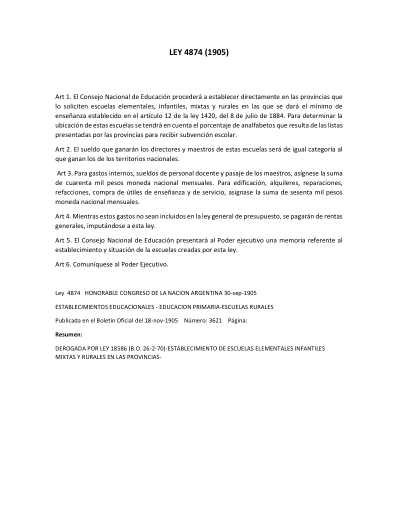 LEY 4874 (1905)
Art 1. El Consejo Nacional de Educación procederá a establecer directamente en las provincias que
lo soliciten escuelas elementales, infantiles, mixtas y rurales en las que se dará el mínimo de
enseñanza establecido en el artículo 12 de la ley 1420, del 8 de julio de 1884. Para determinar la
ubicación de estas escuelas se tendrá en cuenta el porcentaje de analfabetos que resulta de las listas
presentadas por las provincias para recibir subvención escolar.
Art 2. El sueldo que ganarán los directores y maestros de estas escuelas será de igual categoría al
que ganan los de los territorios nacionales.
Art 3. Para gastos internos, sueldos de personal docente y pasaje de los maestros, asígnese la suma
de cuarenta mil pesos moneda nacional mensuales. Para edificación, alquileres, reparaciones,
refacciones, compra de útiles de enseñanza y de servicio, asígnase la suma de sesenta mil pesos
moneda nacional mensuales.
Art 4. Mientras estos gastos no sean incluidos en la ley general de presupuesto, se pagarán de rentas
generales, imputándose a esta ley.
Art 5. El Consejo Nacional de Educación presentará al Poder ejecutivo una memoria referente al
establecimiento y situación de la escuelas creadas por esta ley.
Art 6. Comuníquese al Poder Ejecutivo.
Ley 4874 HONORABLE CONGRESO DE LA NACION ARGENTINA 30-sep-1905
ESTABLECIMIENTOS EDUCACIONALES - EDUCACION PRIMARIA-ESCUELAS RURALES
Publicada en el Boletín Oficial del 18-nov-1905 Número: 3621 Página:
Resumen:
DEROGADA POR LEY 18586 (B.O. 26-2-70)-ESTABLECIMIENTO DE ESCUELAS ELEMENTALES INFANTILES
MIXTAS Y RURALES EN LAS PROVINCIAS-